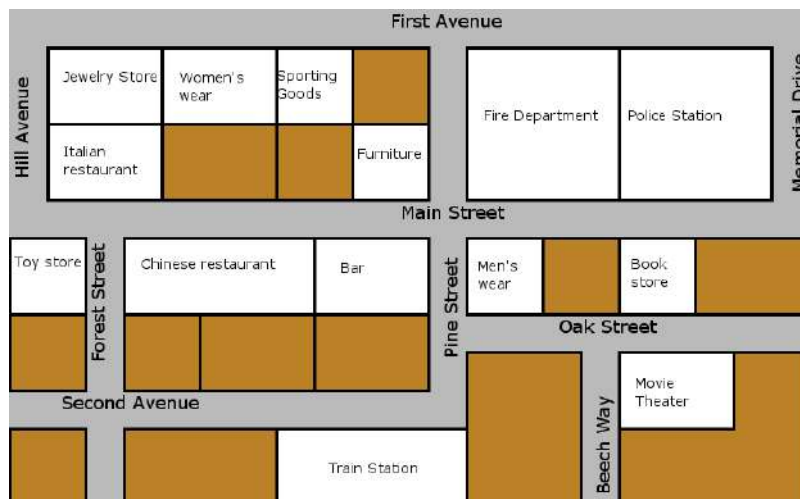 First Avenue
Hill Avenue
Jewelry Store
Women's
wear
Sporting
Goods
Fire Department
Police Station
Memorial Drive
Italian
restaurant
Furniture
Main Street
Toy store
Forest Street
Chinese restaurant
Bar
Pine Street
Men's
wear
Book
store
Oak Street
Second Avenue
Beech Way
Movie
Theater
Train Station